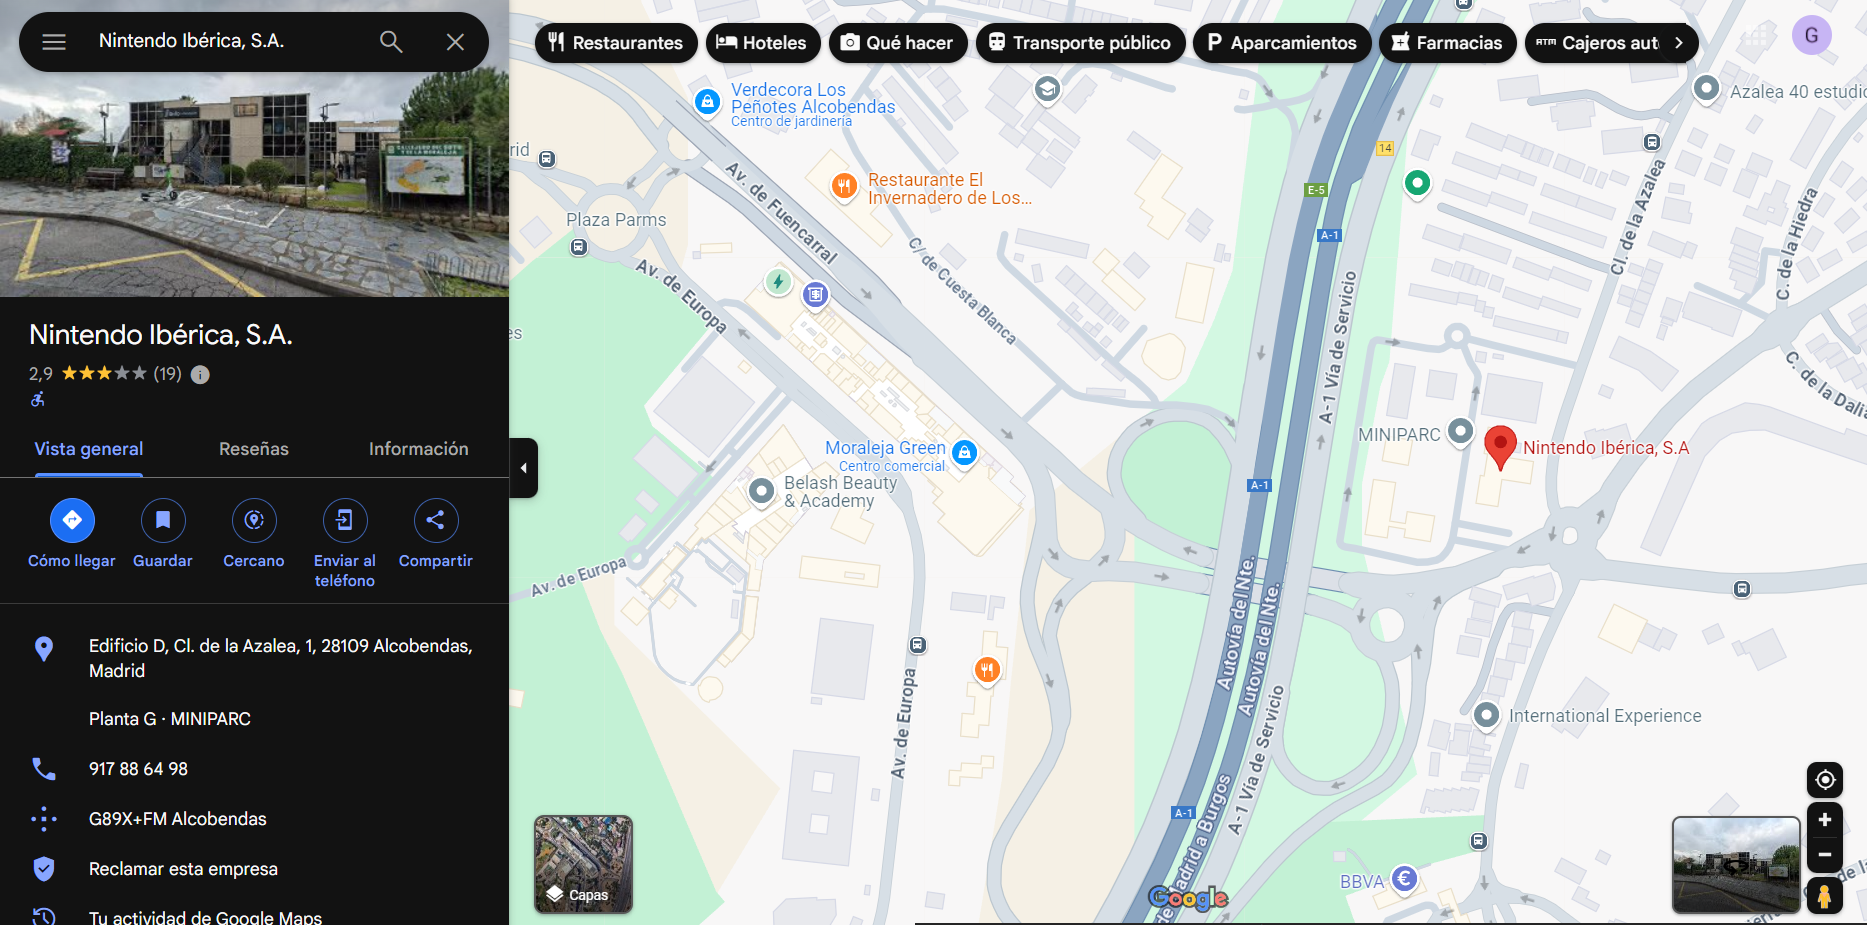 Nintendo Ibérica, S.A.
Nintendo Ibérica, S.A.
2,9 (19)
Vista general
Reseñas
Información
Cómo llegar
Guardar
Cercano
Enviar al
teléfono
Compartir
Edificio D, Cl. de la Azalea, 1, 28109 Alcobendas,
Madrid
Planta G · MINIPARC
917 88 64 98
G89X+FM Alcobendas
Reclamar esta empresa
Tu actividad de Google Maps
Restaurantes
Hoteles
Qué hacer
Transporte público
P Aparcamientos
Farmacias
ATM Cajeros aut
G
Verdecora Los
Peñotes Alcobendas
Centro de jardinería
rid
Plaza Parms
Av. de Fuencarral
Restaurante El
Invernadero de Los...
Av. de Europa
C/ de Cuesta Blanca
14
E-5
A-1
A-1 Vía de Servicio
Azalea 40 estudio
Cl. de la Azalea
C. de la Hiedra
C. de la Dalia
es
Moraleja Green
Centro comercial
Belash Beauty
& Academy
A-1
MINIPARC
Nintendo Ibérica, S.A
Av. de Europa
Autovía del Nte.
Autovía del Nte.
Av. de Europa
International Experience
A-1 Vía de Servicio
A-1
de Madrid a Burgos
BBVA
€
de la
Capas
Google